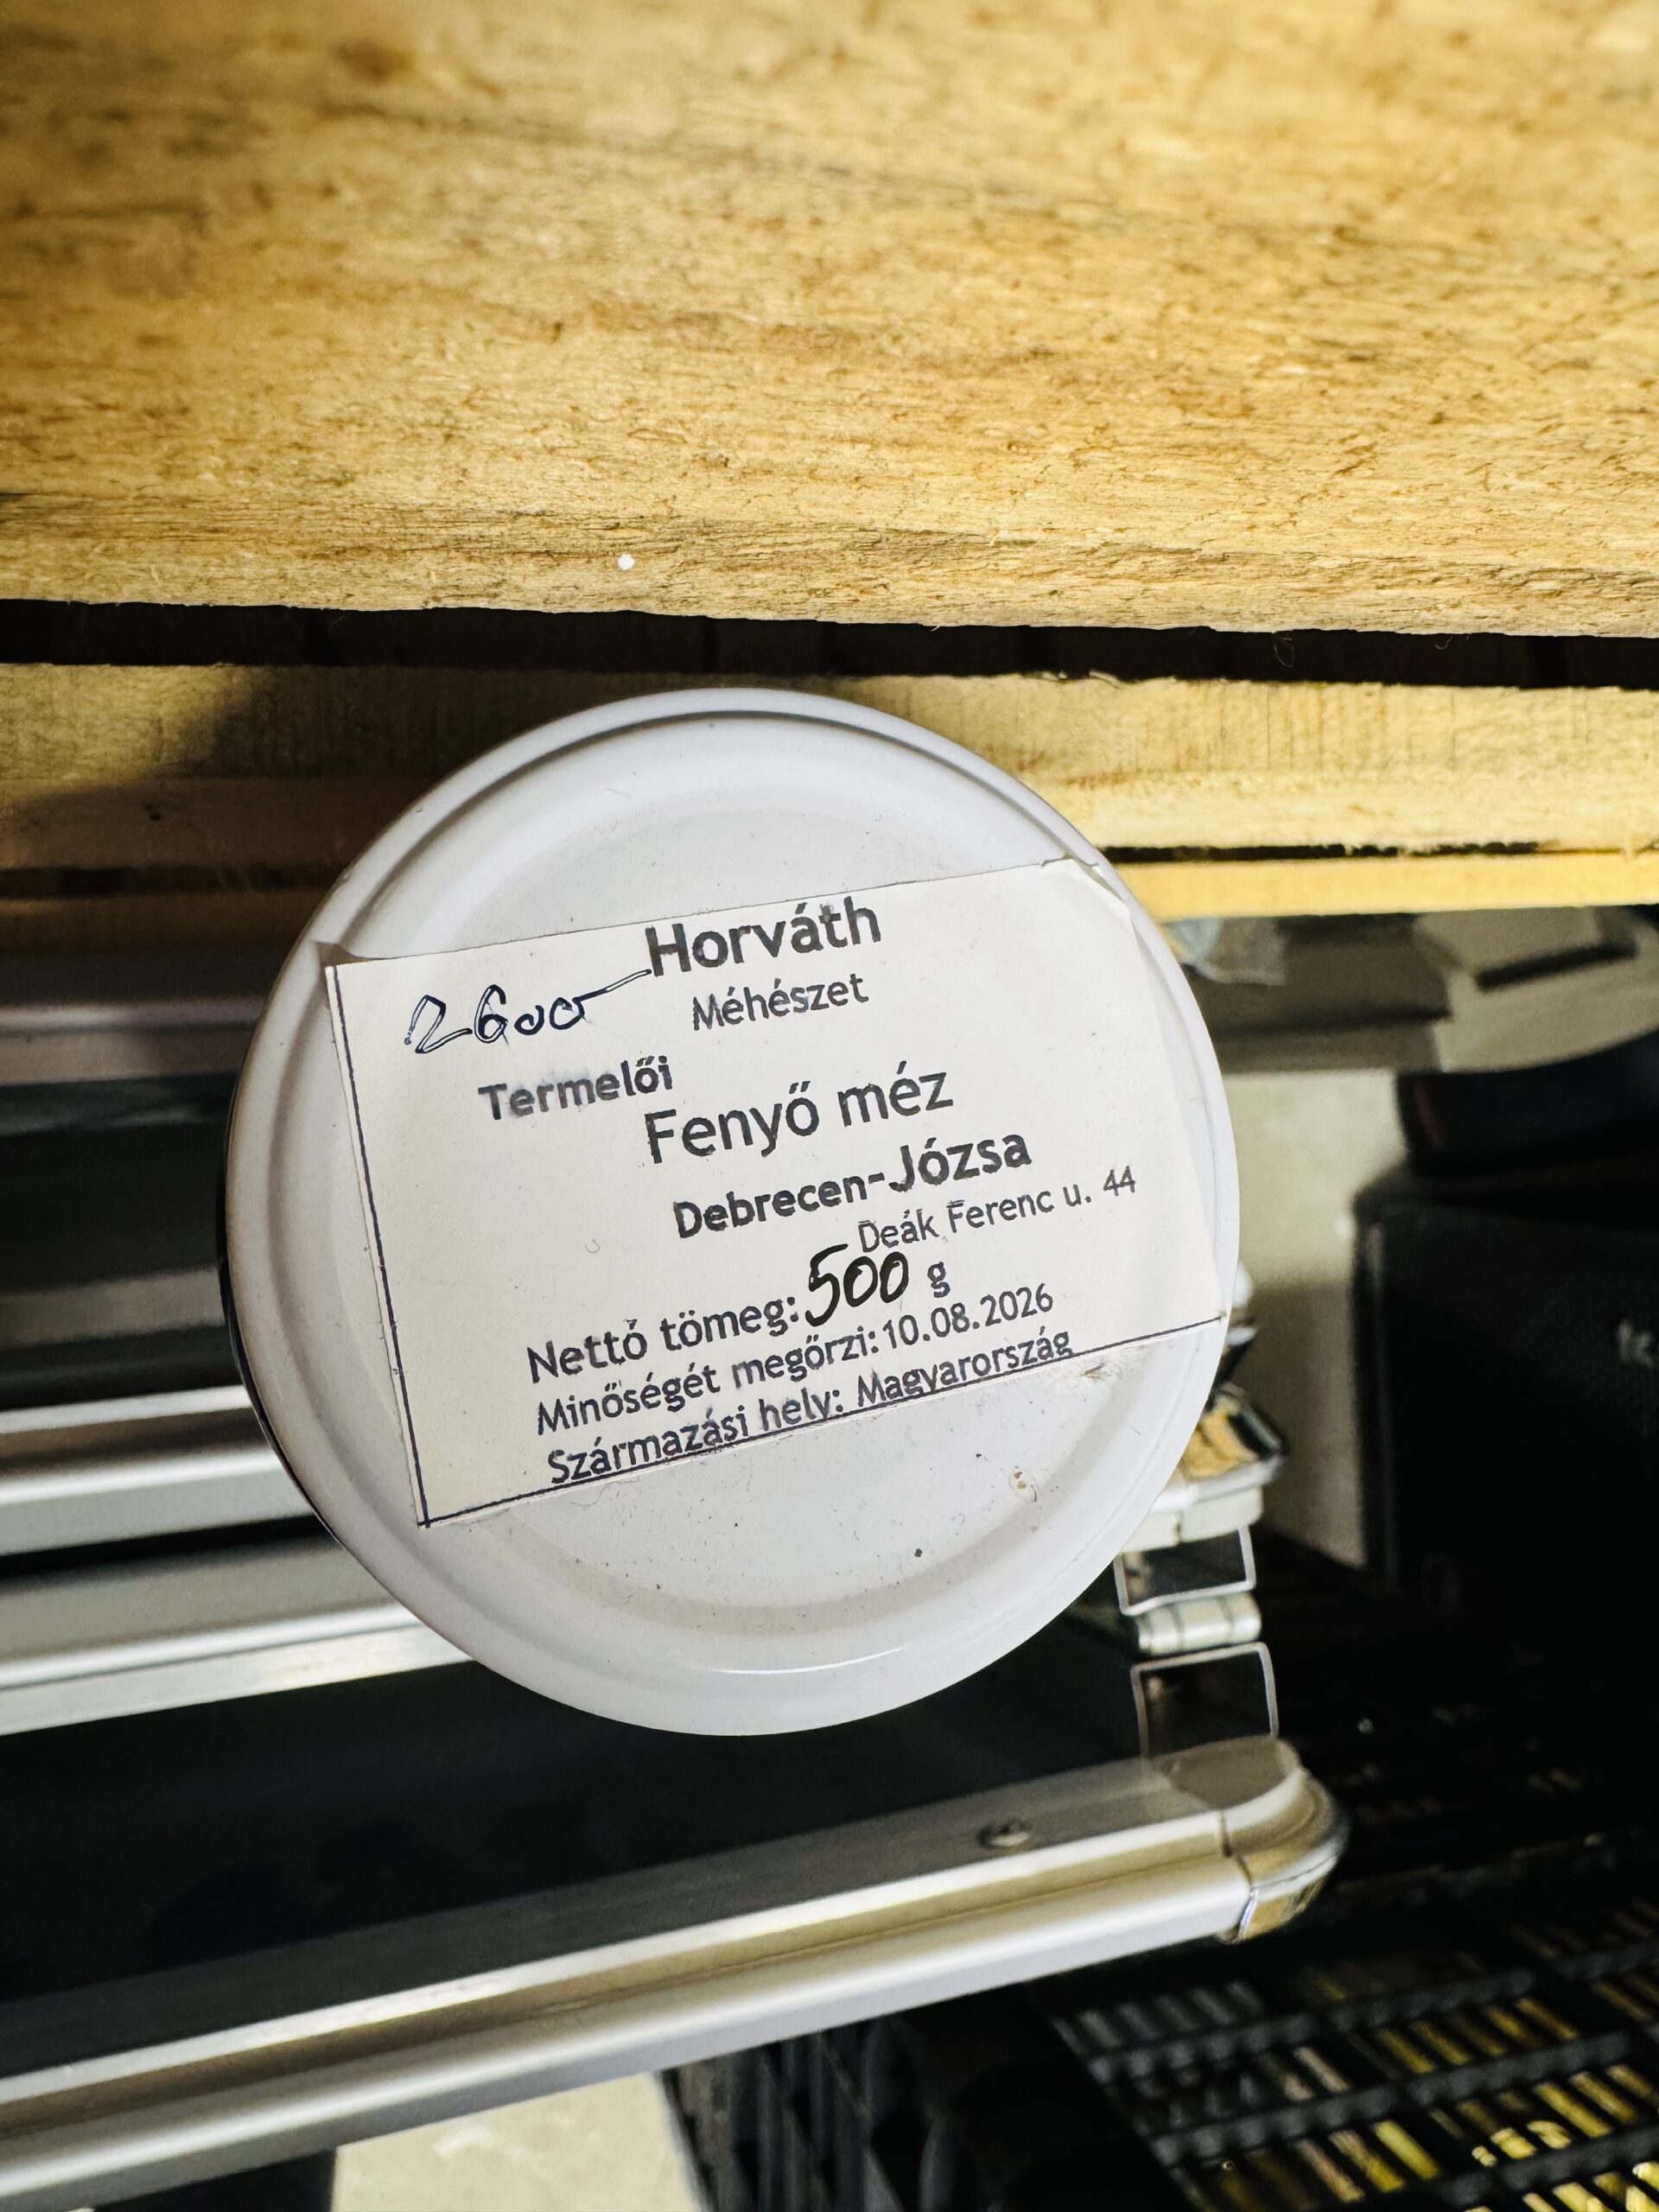 Horváth
2600
Méhészet
Termelői
Fenyő méz
Debrecen-Józsa
Deák Ferenc u. 44
Nettó tömeg: 500 g
Minőségét megőrzi: 10.08.2026
Származási hely: Magyarország